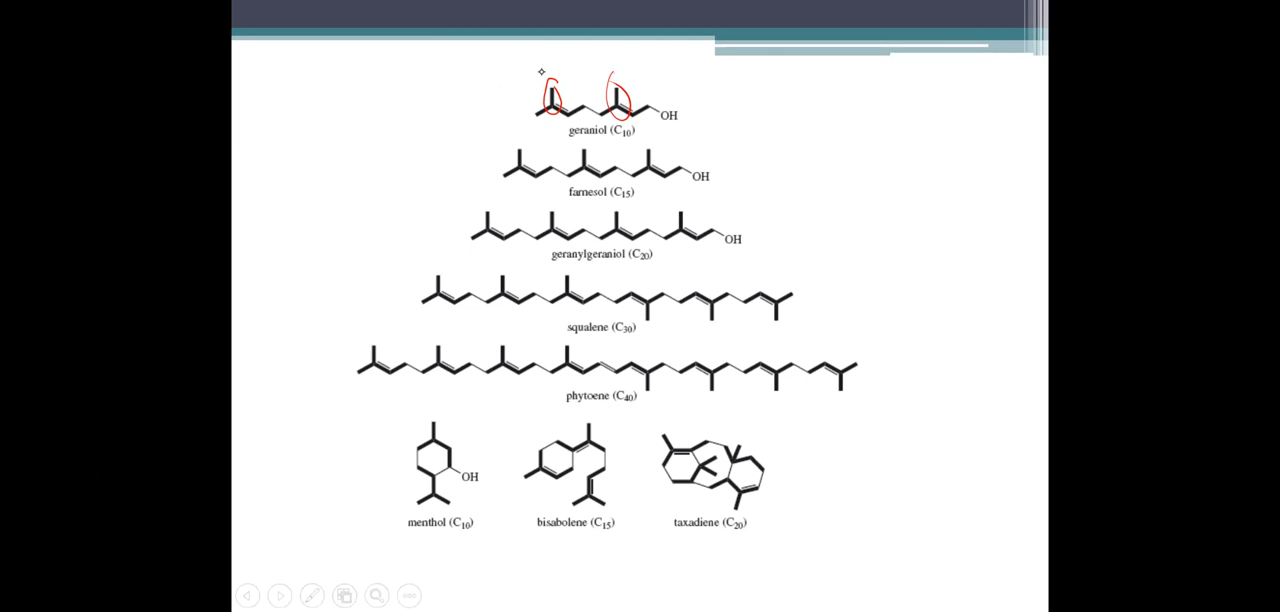 OH
geraniol (C₁₀)
OH
farnesol (C₁₅)
OH
geranylgeraniol (C₂₀)
squalene (C₃₀)
phytoene (C₄₀)
OH
menthol (C₁₀) bisabolene (C₁₅) taxadiene (C₂₀)